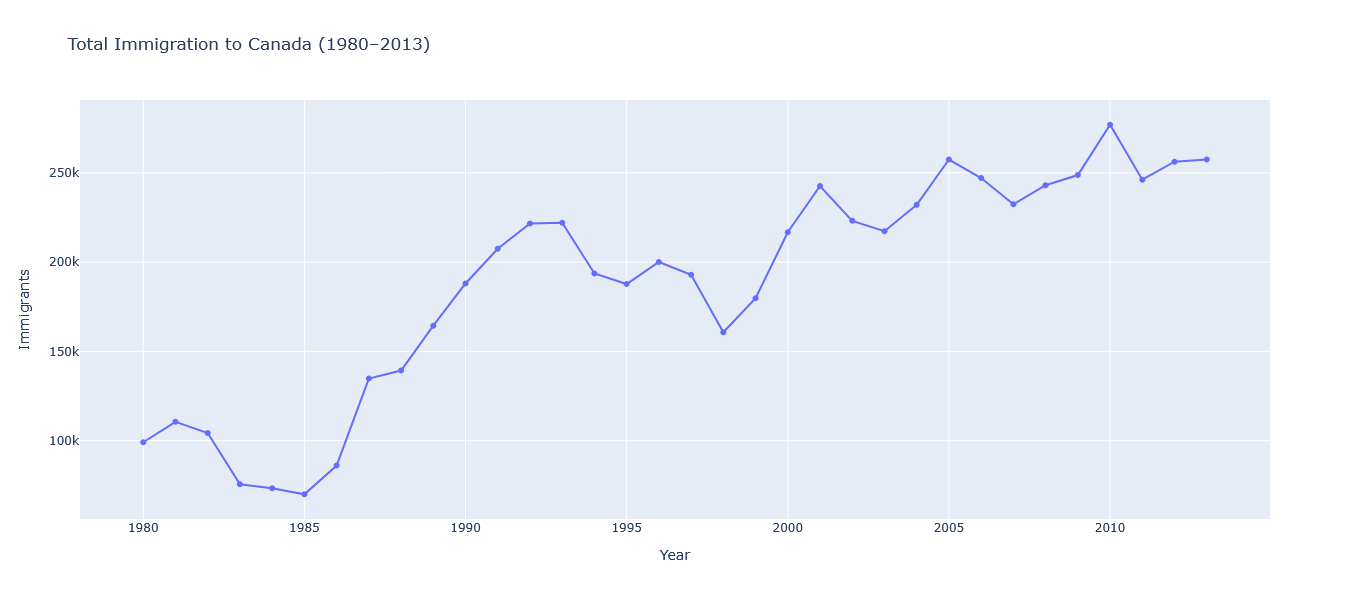 Total Immigration to Canada (1980–2013)
250k
200k
150k
100k
Immigrants
1980 1985 1990 1995 2000 2005 2010
Year